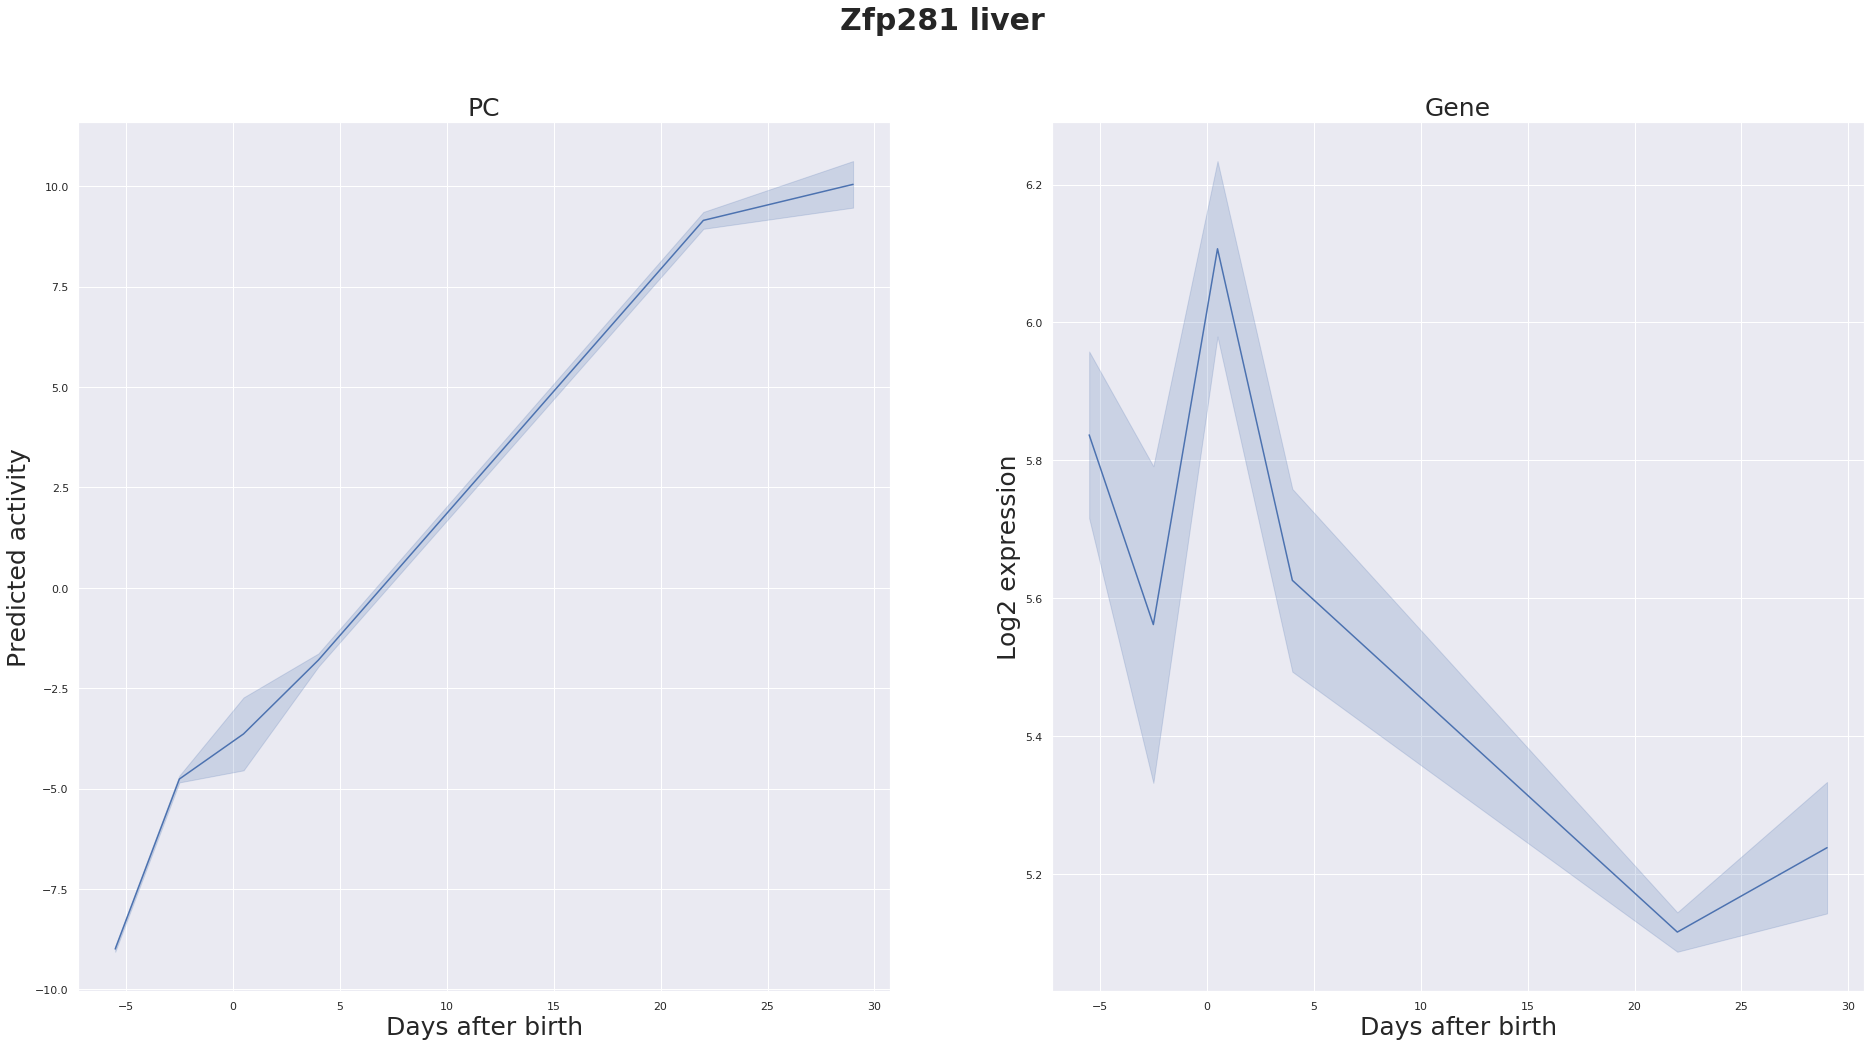 Zfp281 liver
PC
Predicted activity
10.0
7.5
5.0
2.5
0.0
−2.5
−5.0
−7.5
−10.0
−5 0 5 10 15 20 25 30
Days after birth
Gene
Log2 expression
6.2
6.0
5.8
5.6
5.4
5.2
−5 0 5 10 15 20 25 30
Days after birth